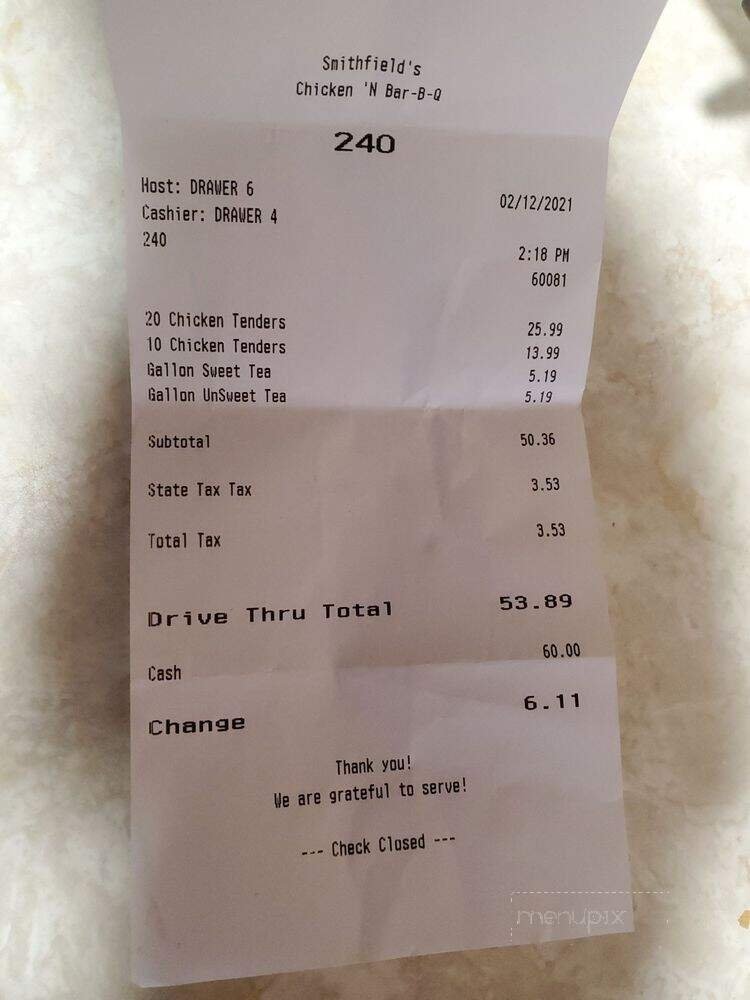 Smithfield's
Chicken 'N Bar-B-Q
240
Host: DRAWER 6
02/12/2021
Cashier: DRAWER 4
240
2:18 PM
60081
20 Chicken Tenders 25.99
10 Chicken Tenders 13.99
Gallon Sweet Tea 5.19
Gallon UnSweet Tea 5.19
Subtotal 50.36
State Tax Tax 3.53
Total Tax 3.53
Drive Thru Total 53.89
Cash 60.00
Change 6.11
Thank you!
We are grateful to serve!
--- Check Closed ---
menupix